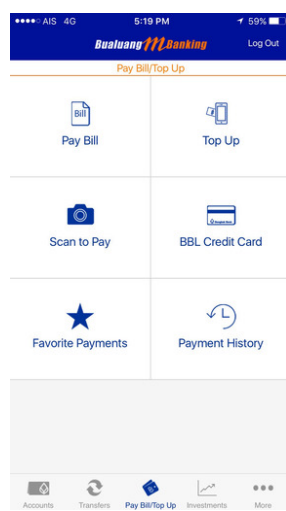 AIS 4G 5:19 PM 59%
Bualuang mBanking Log Out
Pay Bill/Top Up
Bill
Pay Bill Top Up
Scan to Pay BBL Credit Card
Favorite Payments Payment History
Accounts Transfers Pay Bill/Top Up Investments More